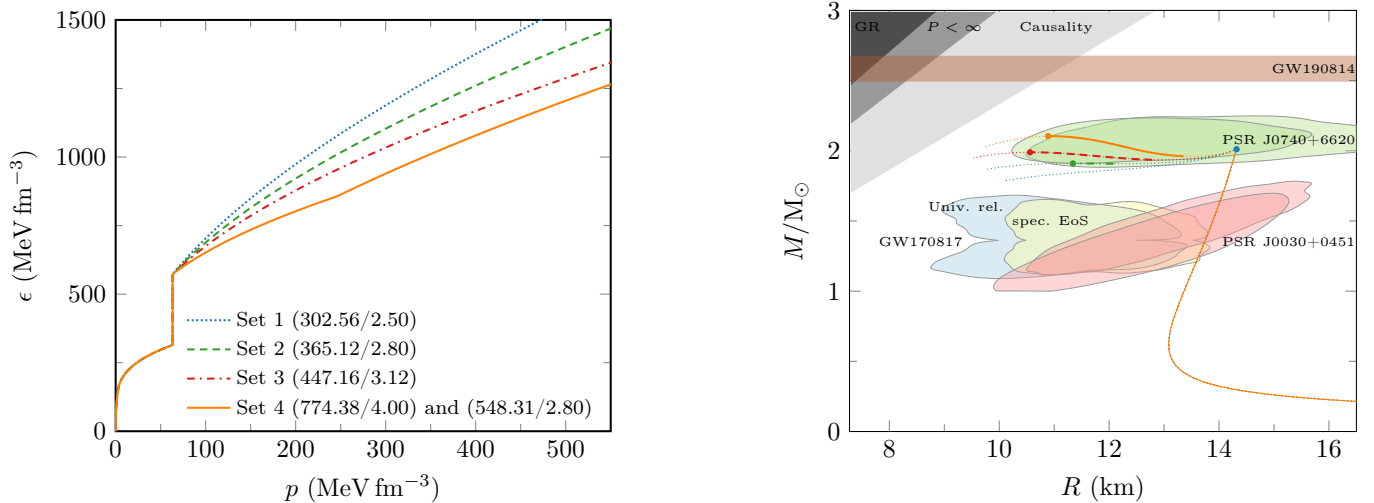 1500
1000
500
0
ϵ (MeV fm⁻³)
Set 1 (302.56/2.50)
Set 2 (365.12/2.80)
Set 3 (447.16/3.12)
Set 4 (774.38/4.00) and (548.31/2.80)
0 100 200 300 400 500
p (MeV fm⁻³)
3
2
1
0
M/M⊙
GR P < ∞ Causality
GW190814
PSR J0740+6620
Univ. rel.
spec. EoS
GW170817 PSR J0030+0451
8 10 12 14 16
R (km)